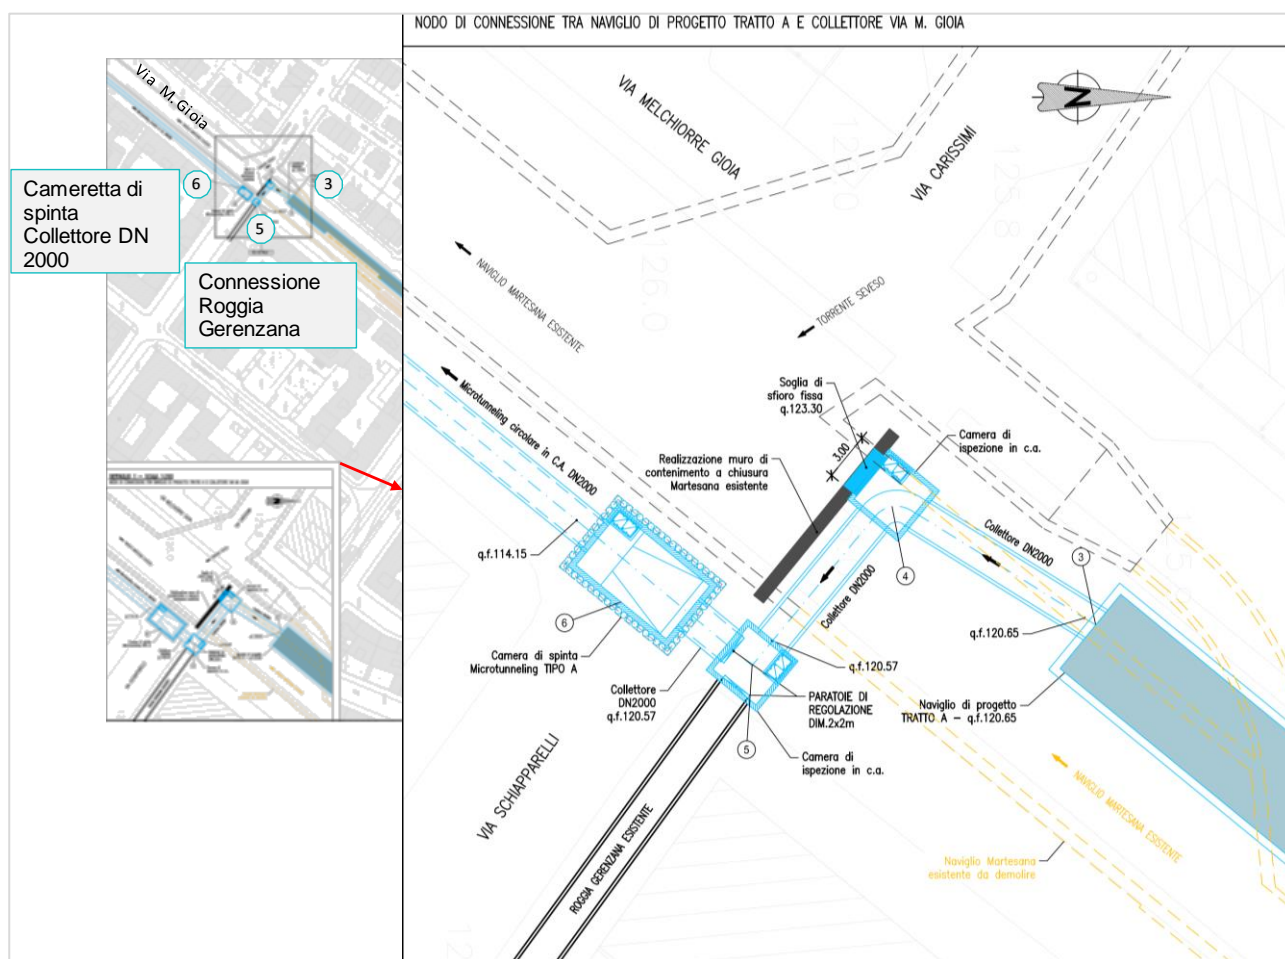 NODO DI CONNESSIONE TRA NAVIGLIO DI PROGETTO TRATTO A E COLLETTORE VIA M. GIOIA
Via M. Gioia
6
3
5
Cameretta di
spinta
Collettore DN
2000
Connessione
Roggia
Gerenzana
VIA MELCHIORRE GIOIA
VIA CARISSIMI
N
126.0
NAVIGLIO MARTESANA ESISTENTE
TORRENTE SEVESO
Microtunneling circolare in C.A. DN2000
Soglia di
sfioro fissa
q.123.30
3.00
Camera di
ispezione in c.a.
Realizzazione muro di
contenimento a chiusura
Martesana esistente
Collettore DN2000
3
4
q.f.114.15
Collettore DN2000
q.f.120.65
6
q.f.120.57
Camera di spinta
Microtunneling TIPO A
Collettore
DN2000
q.f.120.57
PARATOIE DI
REGOLAZIONE
DIM.2x2m
Naviglio di progetto
TRATTO A - q.f.120.65
5
Camera di
ispezione in c.a.
VIA SCHIAPPARELLI
NAVIGLIO MARTESANA ESISTENTE
ROGGIA GERENZANA ESISTENTE
Naviglio Martesana
esistente da demolire